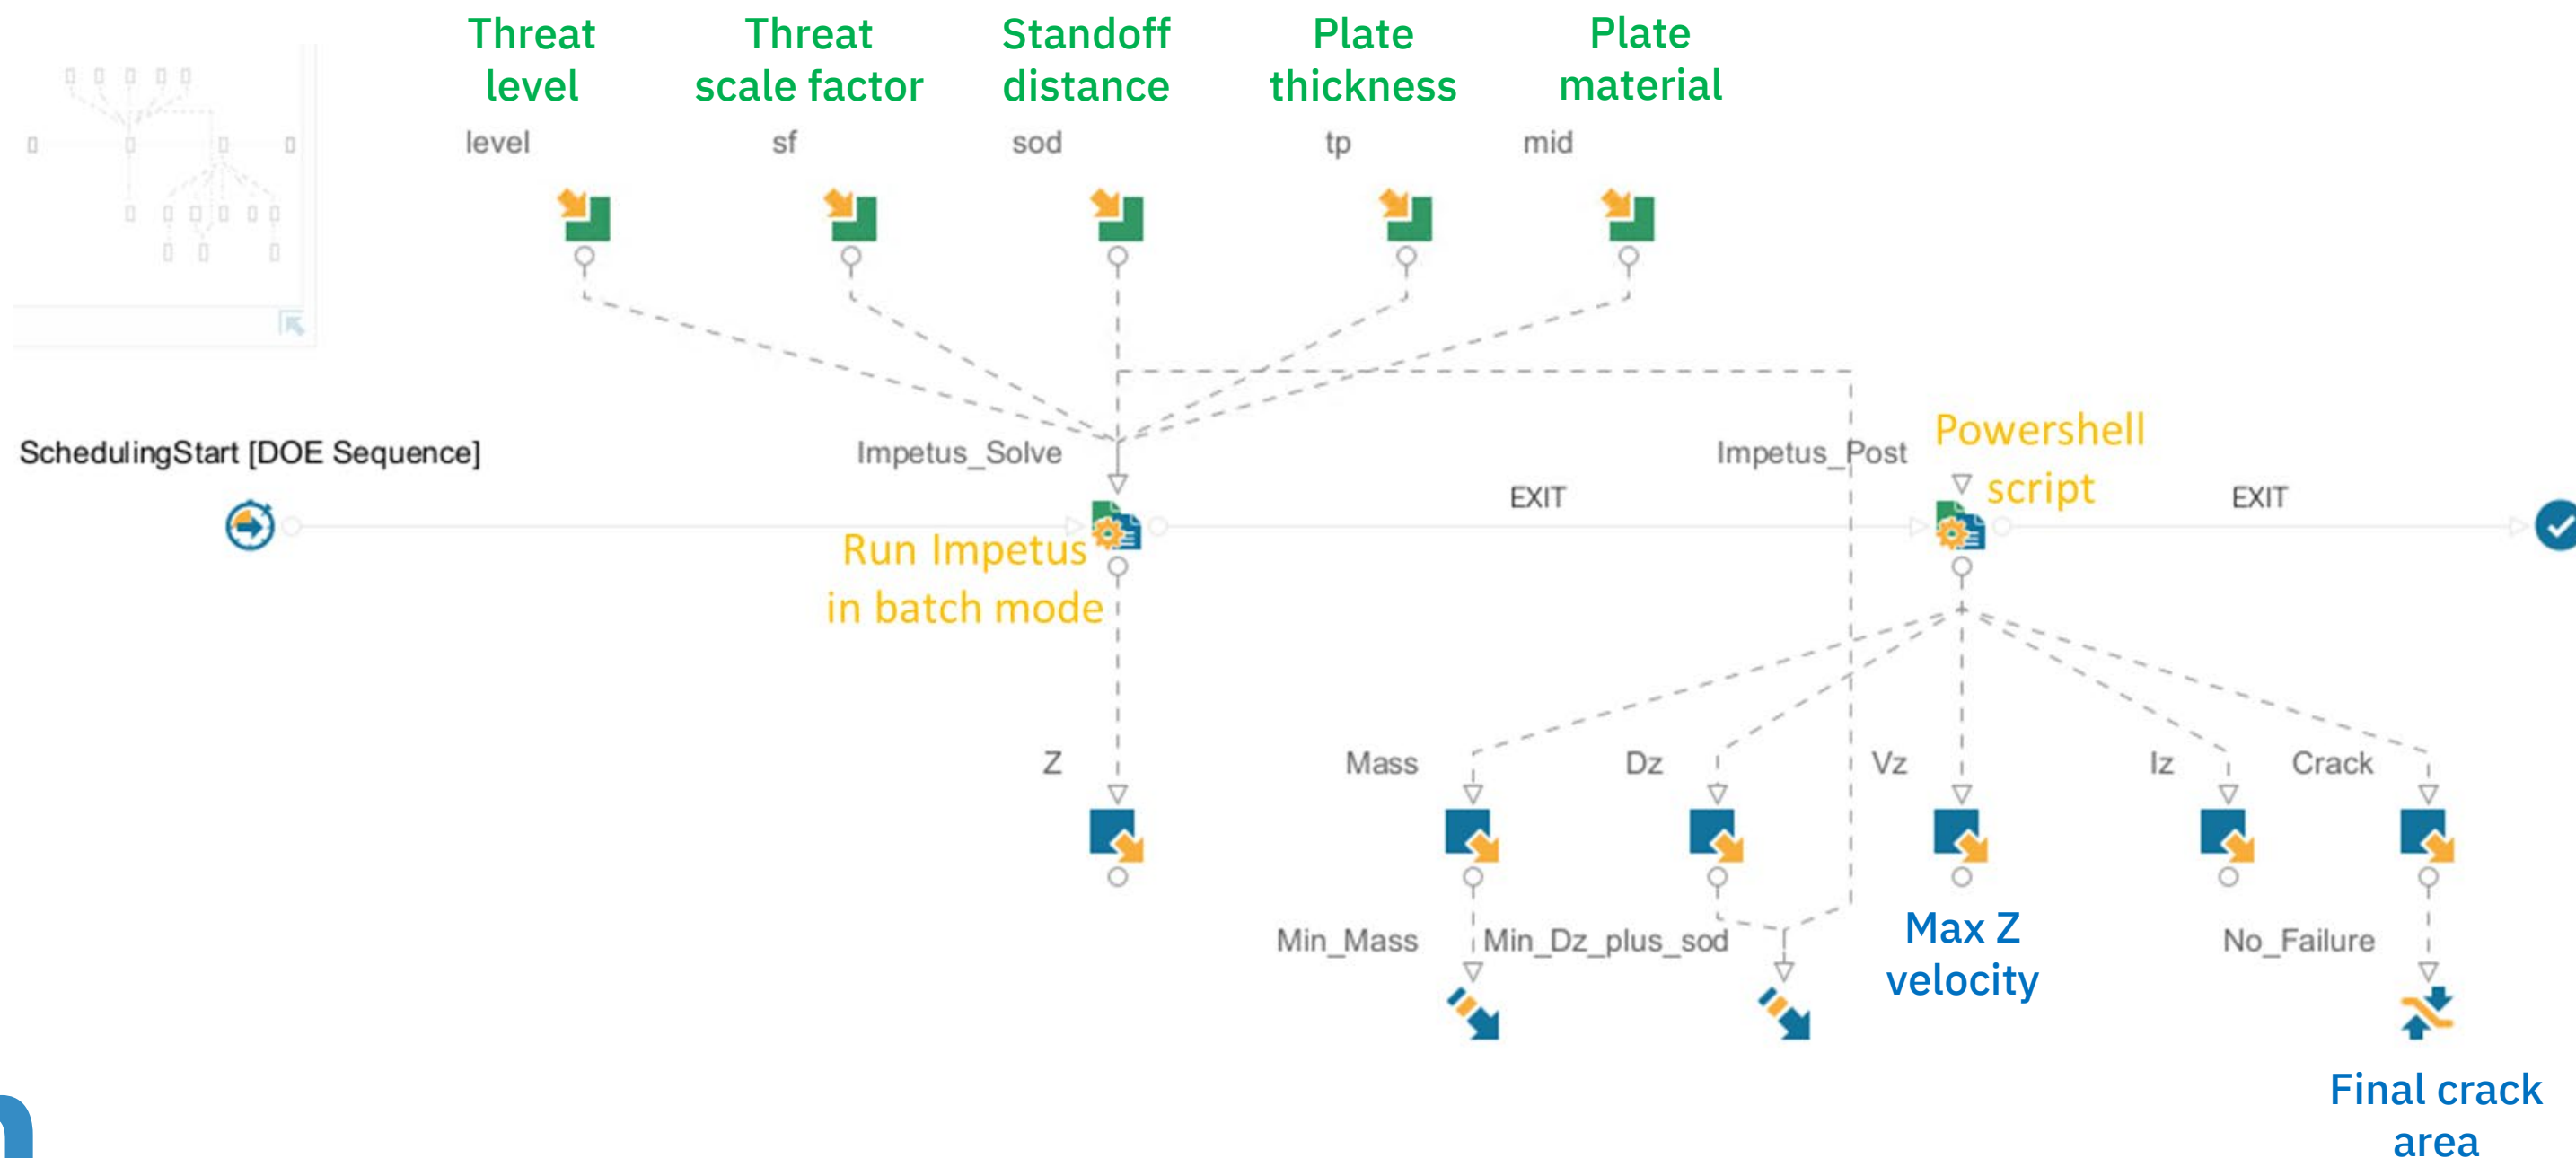 Threat
level
Threat
scale factor
Standoff
distance
Plate
thickness
Plate
material
level
sf
sod
tp
mid
SchedulingStart [DOE Sequence]
Impetus_Solve
Impetus_Post
Powershell
script
EXIT
EXIT
Run Impetus
in batch mode
Z
Mass
Dz
Vz
Iz
Crack
Min_Mass
Min_Dz_plus_sod
Max Z
velocity
No_Failure
Final crack
area